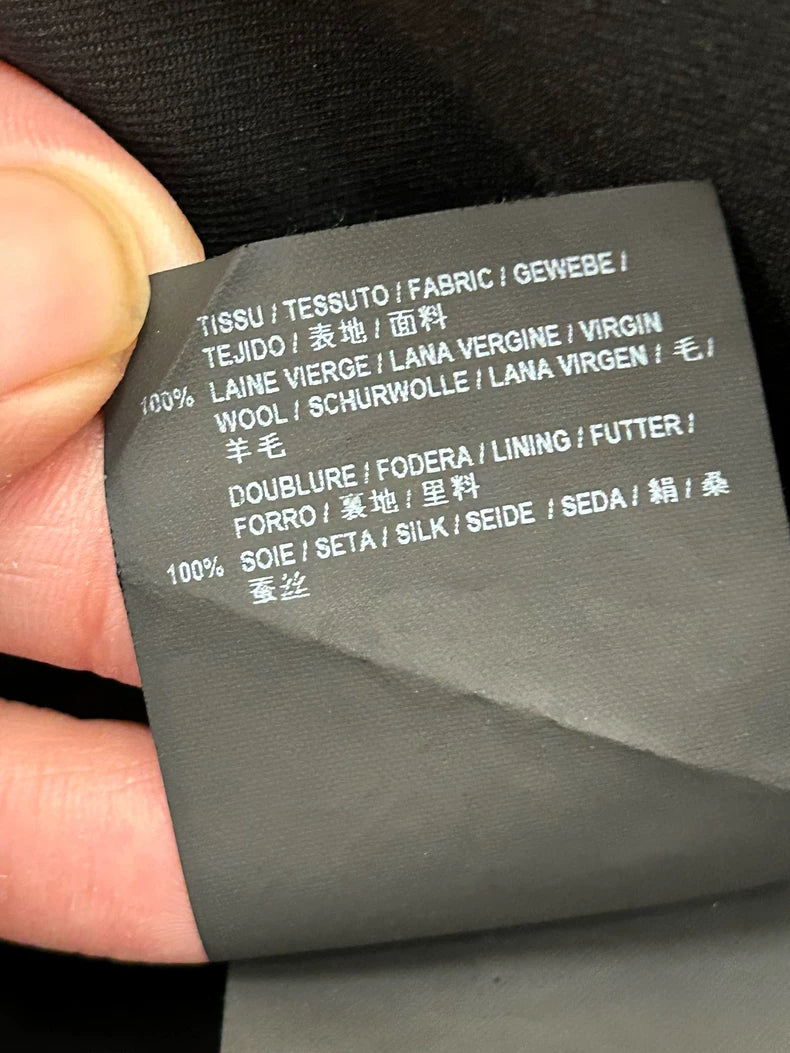 TISSU / TESSUTO / FABRIC / GEWEBE /
TEJIDO / 表地 / 面料
100% LAINE VIERGE / LANA VERGINE / VIRGIN
WOOL / SCHURWOLLE / LANA VIRGEN / 毛 /
羊毛
DOUBLURE / FODERA / LINING / FUTTER /
FORRO / 裏地 / 里料
100% SOIE / SETA / SILK / SEIDE / SEDA / 絹 / 桑
蚕丝